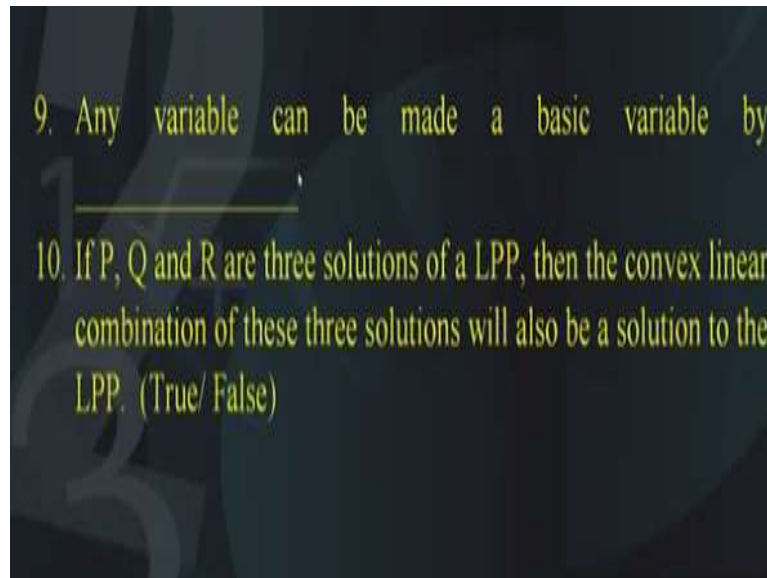 9. Any variable can be made a basic variable by
____________.
10. If P, Q and R are three solutions of a LPP, then the convex linear
combination of these three solutions will also be a solution to the
LPP. (True/ False)